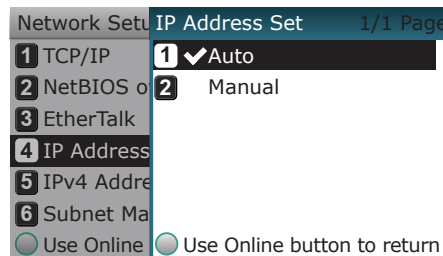 Network Setu
1 TCP/IP
2 NetBIOS o
3 EtherTalk
4 IP Address
5 IPv4 Addre
6 Subnet Ma
Use Online
IP Address Set 1/1 Page
1 ✔Auto
2 Manual
Use Online button to return